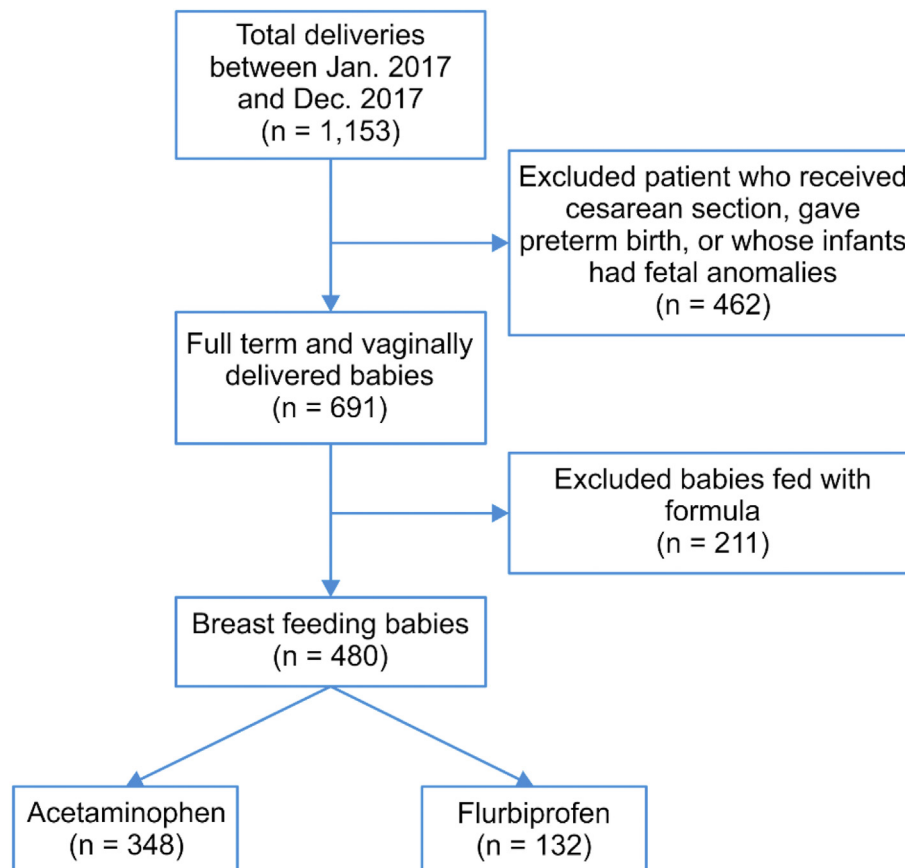 Total deliveries
between Jan. 2017
and Dec. 2017
(n = 1,153)
Excluded patient who received
cesarean section, gave
preterm birth, or whose infants
had fetal anomalies
(n = 462)
Full term and vaginally
delivered babies
(n = 691)
Excluded babies fed with
formula
(n = 211)
Breast feeding babies
(n = 480)
Acetaminophen
(n = 348)
Flurbiprofen
(n = 132)